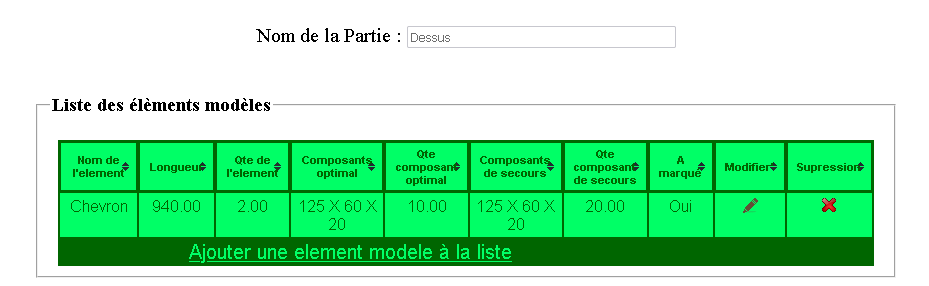 Nom de la Partie : Dessus
Liste des élèments modèles
Nom de l'element Longueur Qte de l'element Composants optimal Qte composant optimal Composants de secours Qte composant de secours A marqué Modifier Supression
Chevron 940.00 2.00 125 X 60 X 20 10.00 125 X 60 X 20 20.00 Oui
Ajouter une element modele à la liste